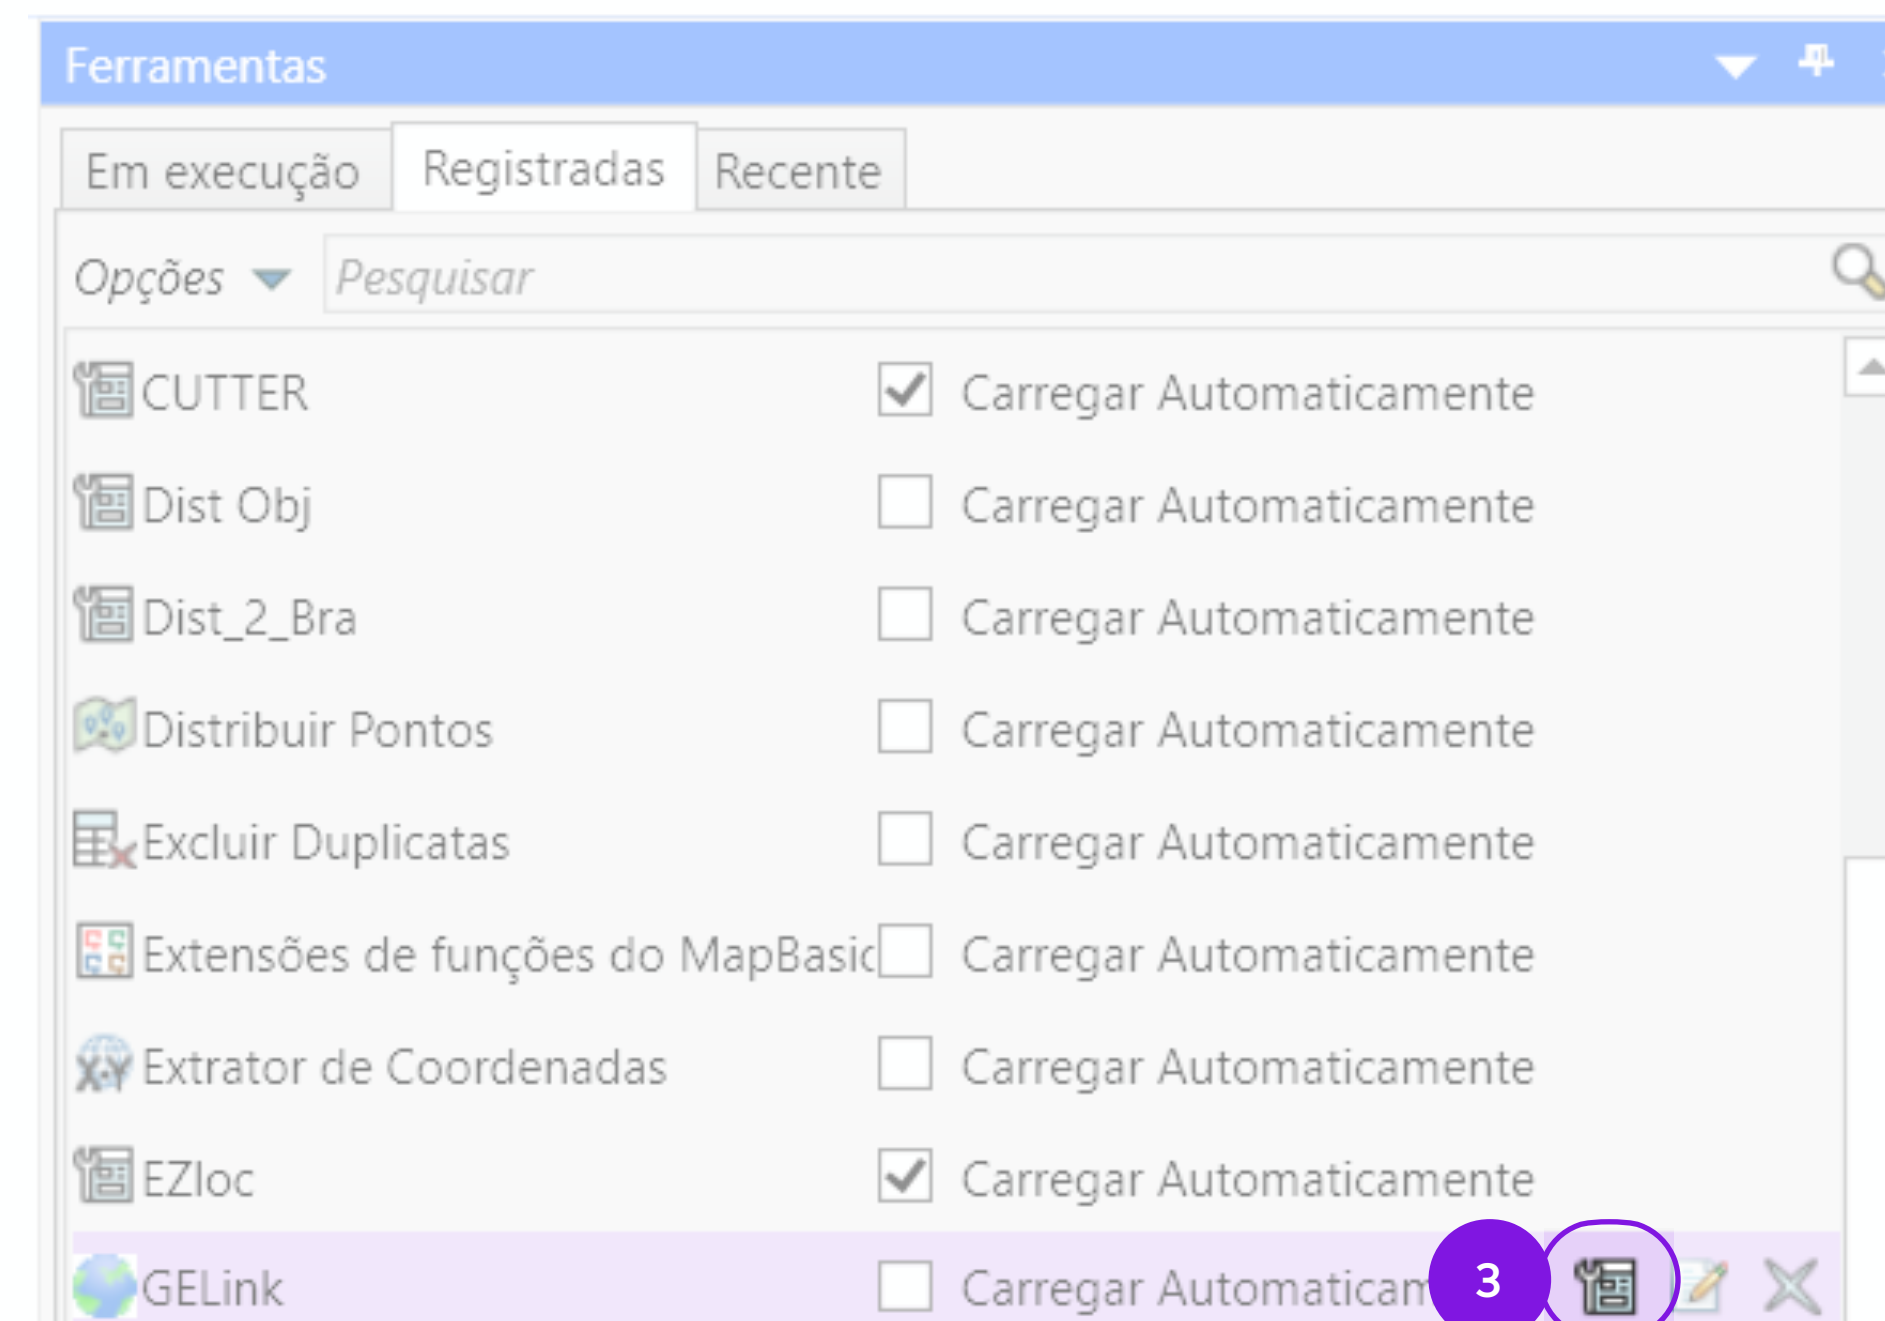 Ferramentas
Em execução Registradas Recente
Opções Pesquisar
CUTTER Carregar Automaticamente
Dist Obj Carregar Automaticamente
Dist_2_Bra Carregar Automaticamente
Distribuir Pontos Carregar Automaticamente
Excluir Duplicatas Carregar Automaticamente
Extensões de funções do MapBasic Carregar Automaticamente
Extrator de Coordenadas Carregar Automaticamente
EZloc Carregar Automaticamente
GELink Carregar Automaticam 3